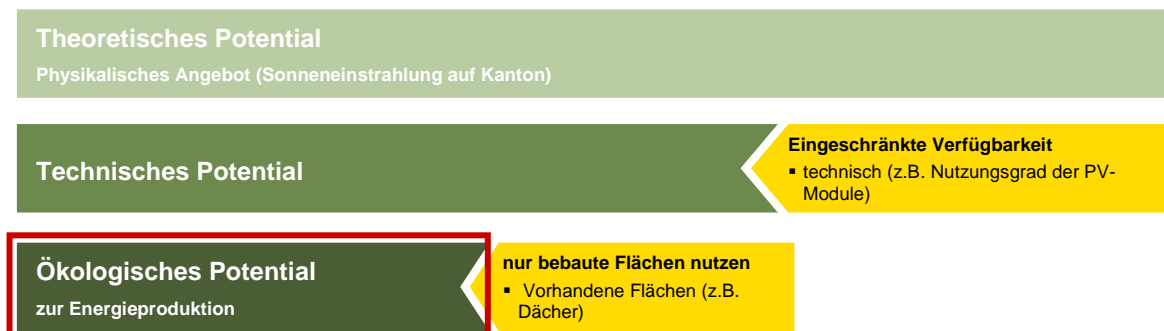 Theoretisches Potential
Physikalisches Angebot (Sonneneinstrahlung auf Kanton)
Technisches Potential
Eingeschränkte Verfügbarkeit
▪ technisch (z.B. Nutzungsgrad der PV-
Module)
Ökologisches Potential
zur Energieproduktion
nur bebaute Flächen nutzen
▪ Vorhandene Flächen (z.B.
Dächer)